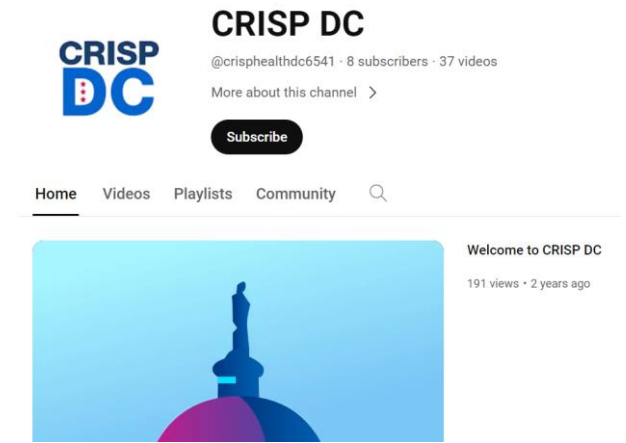 CRISP
DC
CRISP DC
@crisphealthdc6541 · 8 subscribers · 37 videos
More about this channel
Subscribe
Home Videos Playlists Community
Welcome to CRISP DC
191 views • 2 years ago